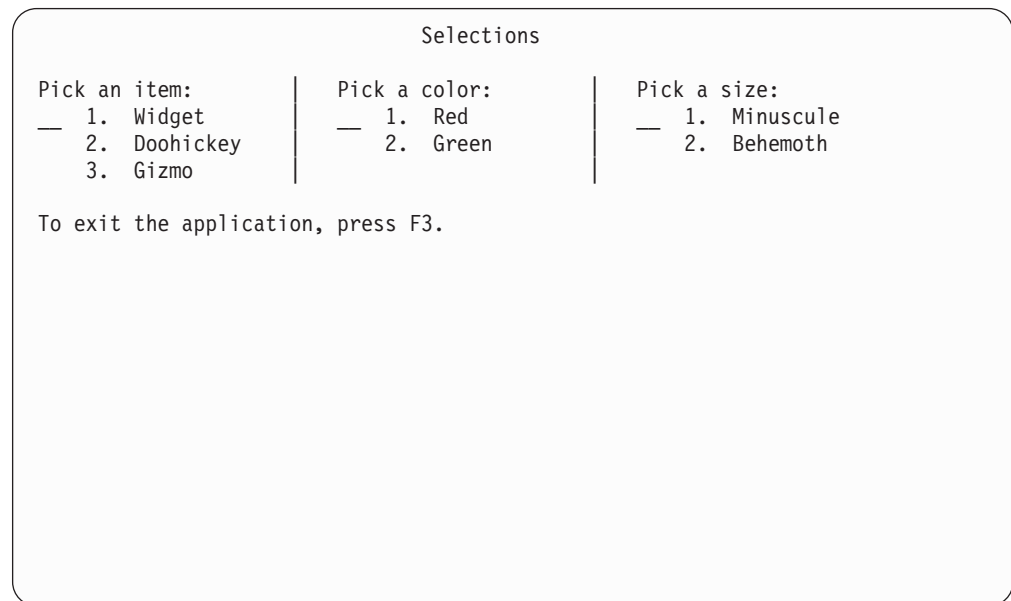 Selections
Pick an item: | Pick a color: | Pick a size:
__ 1. Widget | __ 1. Red | __ 1. Minuscule
2. Doohickey | 2. Green | 2. Behemoth
3. Gizmo | |
To exit the application, press F3.